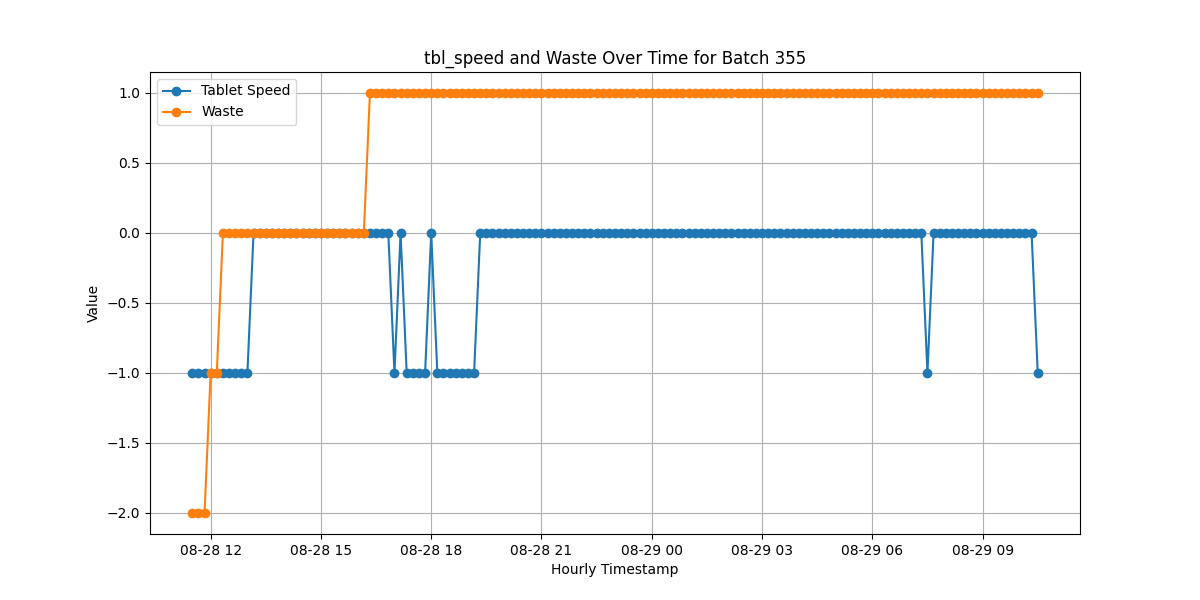 tbl_speed and Waste Over Time for Batch 355
Tablet Speed
Waste
1.0
0.5
0.0
−0.5
−1.0
−1.5
−2.0
Value
08-28 12 08-28 15 08-28 18 08-28 21 08-29 00 08-29 03 08-29 06 08-29 09
Hourly Timestamp